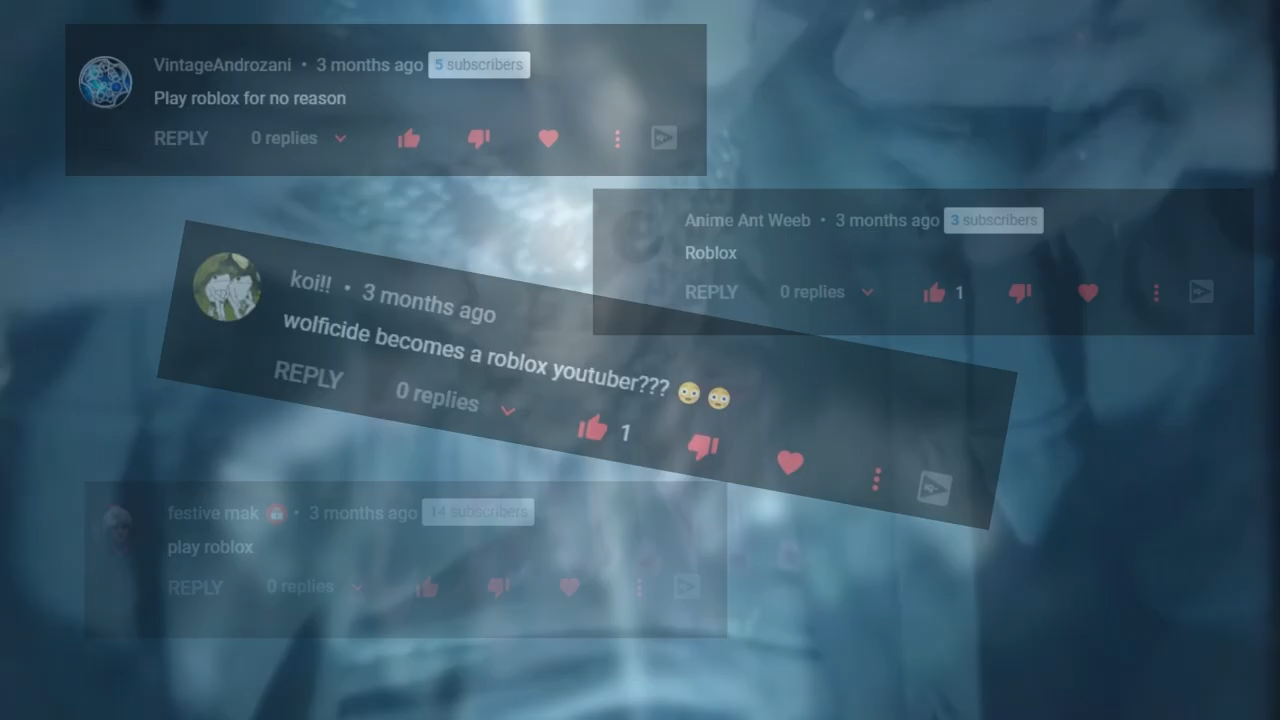 VintageAndrozani • 3 months ago 5 subscribers
Play roblox for no reason
REPLY 0 replies
Anime Ant Weeb • 3 months ago 3 subscribers
Roblox
REPLY 0 replies 1
koi!! • 3 months ago
wolficide becomes a roblox youtuber??? 😳 😳
REPLY 0 replies 1
festive mak • 3 months ago 14 subscribers
play roblox
REPLY 0 replies